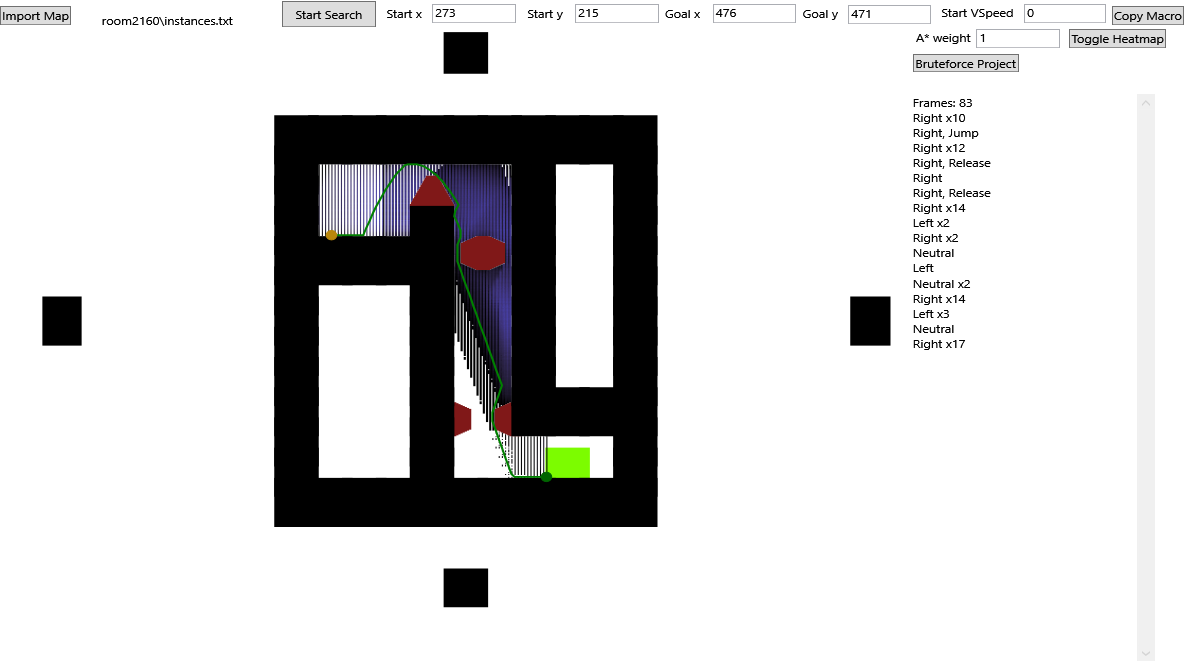 Import Map
room2160\instances.txt
Start Search
Start x 273
Start y 215
Goal x 476
Goal y 471
Start VSpeed 0
Copy Macro
A* weight 1
Toggle Heatmap
Bruteforce Project
Frames: 83
Right x10
Right, Jump
Right x12
Right, Release
Right
Right, Release
Right x14
Left x2
Right x2
Neutral
Left
Neutral x2
Right x14
Left x3
Neutral
Right x17